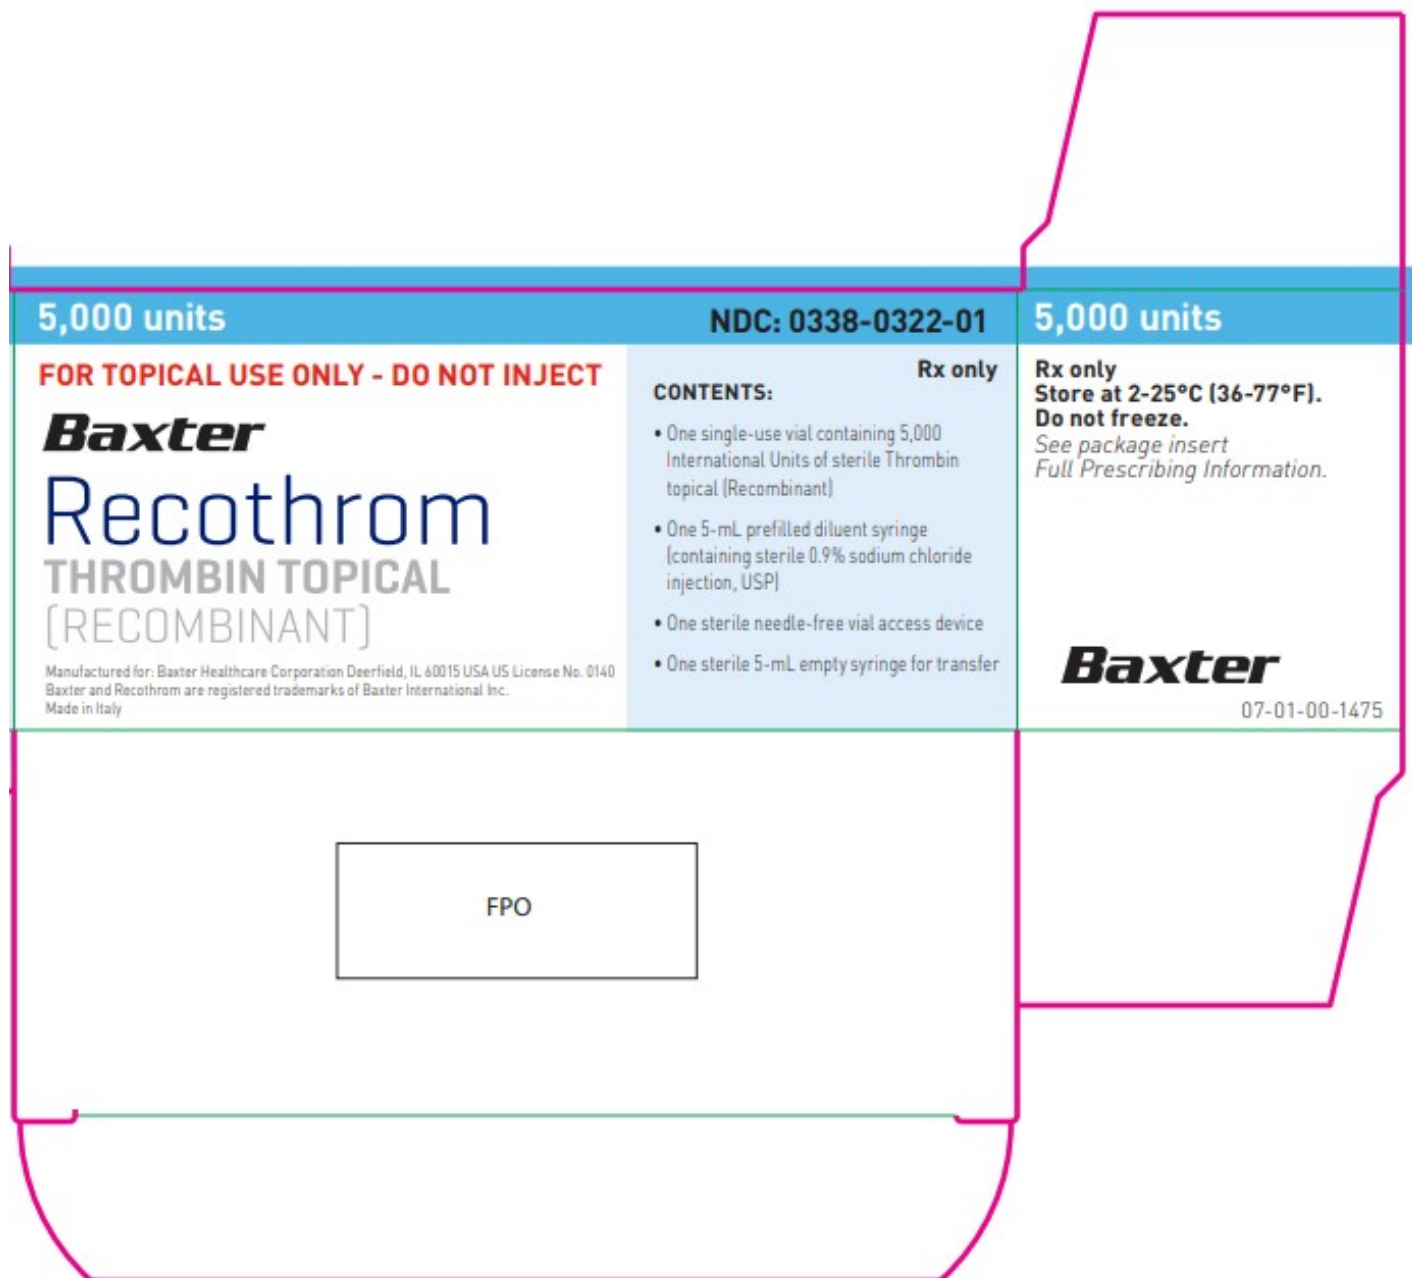 5,000 units
NDC: 0338-0322-01
FOR TOPICAL USE ONLY - DO NOT INJECT
Baxter
Recothrom
THROMBIN TOPICAL
(RECOMBINANT)
Manufactured for: Baxter Healthcare Corporation Deerfield, IL 60015 USA US License No. 0140
Baxter and Recothrom are registered trademarks of Baxter International Inc.
Made in Italy
Rx only
CONTENTS:
• One single-use vial containing 5,000
International Units of sterile Thrombin
topical (Recombinant)
• One 5-mL prefilled diluent syringe
(containing sterile 0.9% sodium chloride
injection, USP)
• One sterile needle-free vial access device
• One sterile 5-mL empty syringe for transfer
5,000 units
Rx only
Store at 2-25°C (36-77°F).
Do not freeze.
See package insert
Full Prescribing Information.
Baxter
07-01-00-1475
FPO